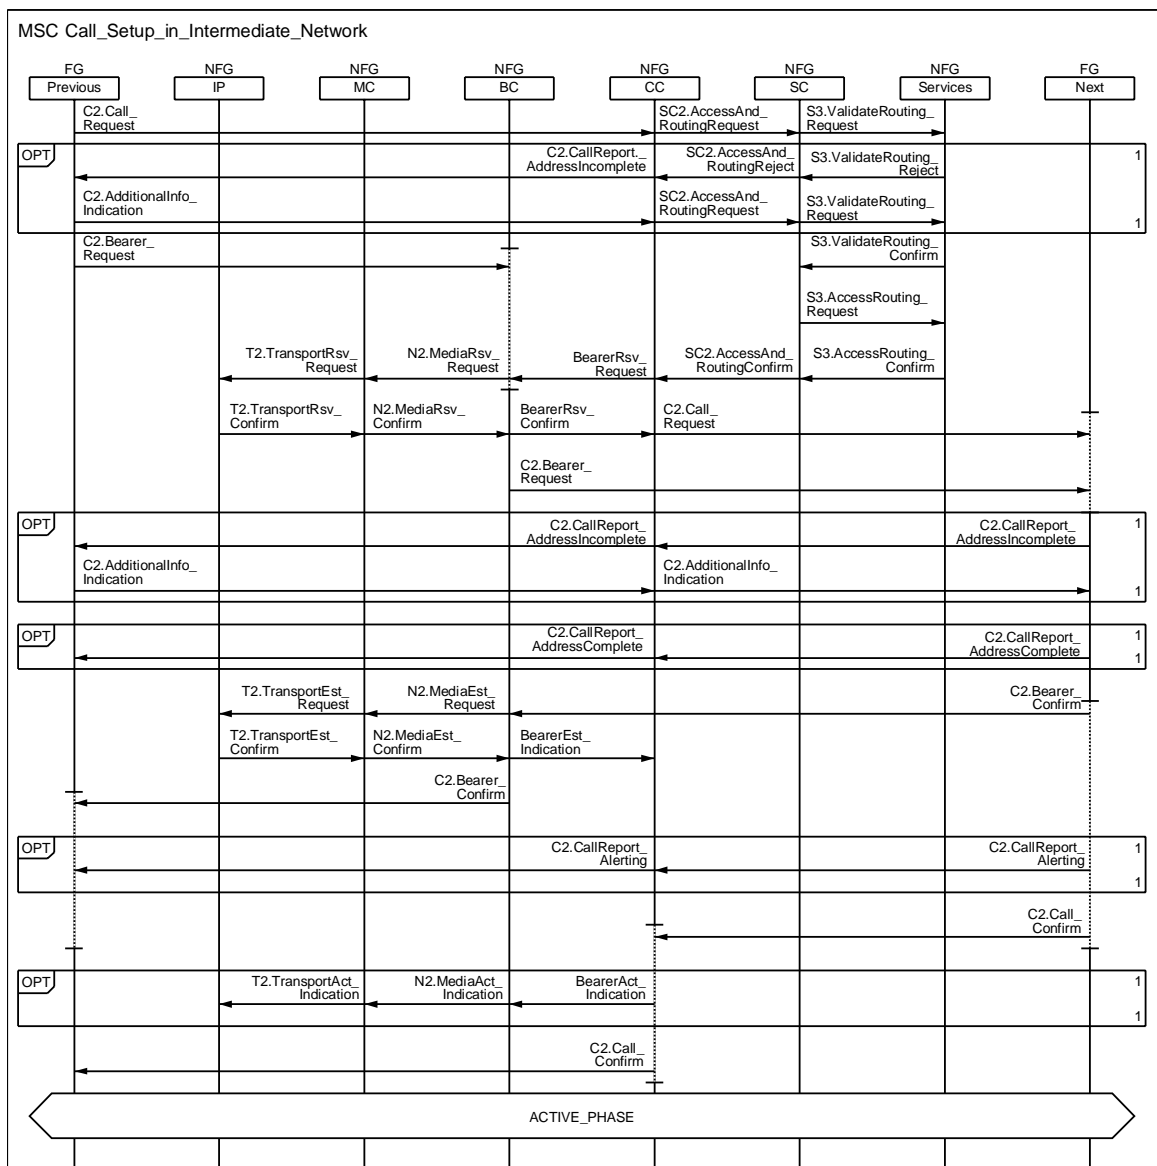 MSC Call_Setup_in_Intermediate_Network
FG NFG NFG NFG NFG NFG NFG FG
Previous IP MC BC CC SC Services Next
C2.Call_ SC2.AccessAnd_ S3.ValidateRouting_
Request RoutingRequest Request
OPT C2.CallReport._ SC2.AccessAnd_ S3.ValidateRouting_ 1
AddressIncomplete RoutingReject Reject
C2.AdditionalInfo_ SC2.AccessAnd_ S3.ValidateRouting_
Indication RoutingRequest Request 1
C2.Bearer_ S3.ValidateRouting_
Request Confirm
S3.AccessRouting_
Request
T2.TransportRsv_ N2.MediaRsv_ BearerRsv_ SC2.AccessAnd_ S3.AccessRouting_
Request Request Request RoutingConfirm Confirm
T2.TransportRsv_ N2.MediaRsv_ BearerRsv_ C2.Call_
Confirm Confirm Confirm Request
C2.Bearer_
Request
OPT C2.CallReport_ C2.CallReport_ 1
AddressIncomplete AddressIncomplete
C2.AdditionalInfo_ C2.AdditionalInfo_
Indication Indication 1
OPT C2.CallReport_ C2.CallReport_ 1
AddressComplete AddressComplete 1
T2.TransportEst_ N2.MediaEst_ C2.Bearer_
Request Request Confirm
T2.TransportEst_ N2.MediaEst_ BearerEst_
Confirm Confirm Indication
C2.Bearer_
Confirm
OPT C2.CallReport_ C2.CallReport_ 1
Alerting Alerting
1
C2.Call_
Confirm
OPT T2.TransportAct_ N2.MediaAct_ BearerAct_ 1
Indication Indication Indication
1
C2.Call_
Confirm
ACTIVE_PHASE